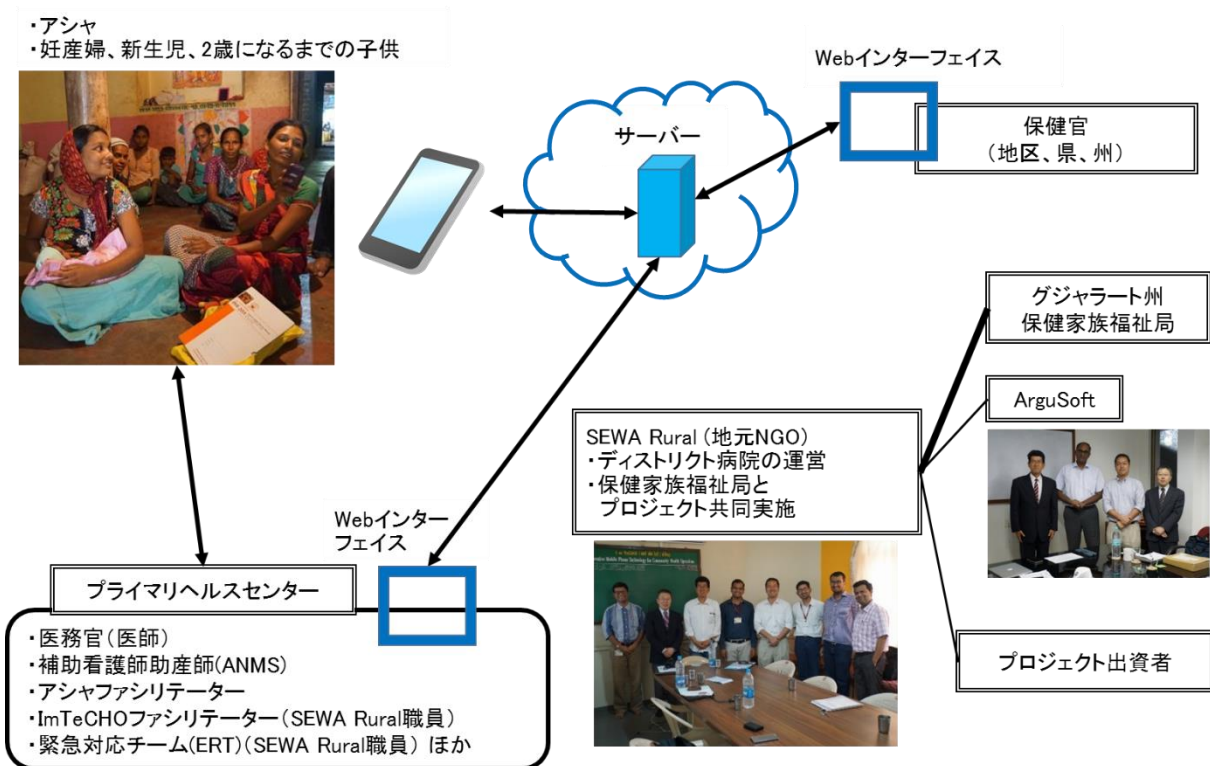 ・アシャ
・妊産婦、新生児、2歳になるまでの子供
Webインターフェイス
サーバー
保健官
（地区、県、州）
グジャラート州
保健家族福祉局
ArguSoft
SEWA Rural（地元NGO）
・ディストリクト病院の運営
・保健家族福祉局と
プロジェクト共同実施
Webインター
フェイス
プライマリヘルスセンター
・医務官（医師）
・補助看護師助産師(ANMS)
・アシャファシリテーター
・ImTeCHOファシリテーター（SEWA Rural職員）
・緊急対応チーム(ERT)（SEWA Rural職員） ほか
プロジェクト出資者